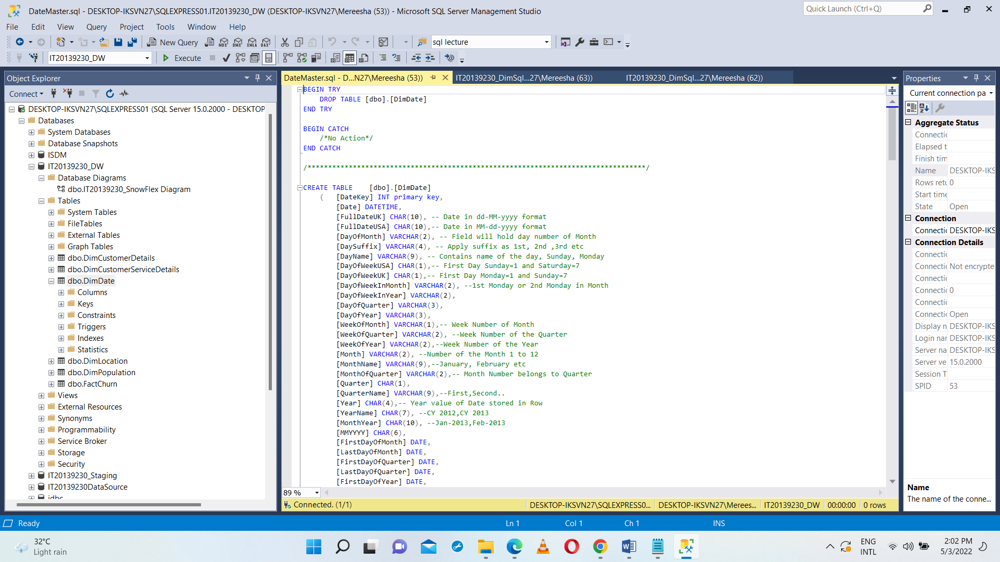 DateMaster.sql - DESKTOP-IKSVN27\SQLEXPRESS01.IT20139230_DW (DESKTOP-IKSVN27\Mereesha (53)) - Microsoft SQL Server Management Studio
Quick Launch (Ctrl+Q)
File Edit View Query Project Tools Window Help
New Query
MDX DMX XMLA DAX
sql lecture
IT20139230_DW
Execute
Object Explorer
Connect
DESKTOP-IKSVN27\SQLEXPRESS01 (SQL Server 15.0.2000 - DESKTOP
Databases
System Databases
Database Snapshots
ISDM
IT20139230_DW
Database Diagrams
dbo.IT20139230_SnowFlex Diagram
Tables
System Tables
FileTables
External Tables
Graph Tables
dbo.DimCustomerDetails
dbo.DimCustomerServiceDetails
dbo.DimDate
Columns
Keys
Constraints
Triggers
Indexes
Statistics
dbo.DimLocation
dbo.DimPopulation
dbo.FactChurn
Views
External Resources
Synonyms
Programmability
Service Broker
Storage
Security
IT20139230_Staging
IT20139230DataSource
jdbc
DateMaster.sql - D...N27\Mereesha (53))
IT20139230_DimSql...27\Mereesha (63))
IT20139230_DimSql...27\Mereesha (62))
BEGIN TRY
DROP TABLE [dbo].[DimDate]
END TRY
BEGIN CATCH
/*No Action*/
END CATCH
/**********************************************************************************/
CREATE TABLE [dbo].[DimDate]
( [DateKey] INT primary key,
[Date] DATETIME,
[FullDateUK] CHAR(10), -- Date in dd-MM-yyyy format
[FullDateUSA] CHAR(10),-- Date in MM-dd-yyyy format
[DayOfMonth] VARCHAR(2), -- Field will hold day number of Month
[DaySuffix] VARCHAR(4), -- Apply suffix as 1st, 2nd ,3rd etc
[DayName] VARCHAR(9), -- Contains name of the day, Sunday, Monday
[DayOfWeekUSA] CHAR(1),-- First Day Sunday=1 and Saturday=7
[DayOfWeekUK] CHAR(1),-- First Day Monday=1 and Sunday=7
[DayOfWeekInMonth] VARCHAR(2), --1st Monday or 2nd Monday in Month
[DayOfWeekInYear] VARCHAR(2),
[DayOfQuarter] VARCHAR(3),
[DayOfYear] VARCHAR(3),
[WeekOfMonth] VARCHAR(1),-- Week Number of Month
[WeekOfQuarter] VARCHAR(2), --Week Number of the Quarter
[WeekOfYear] VARCHAR(2),--Week Number of the Year
[Month] VARCHAR(2), --Number of the Month 1 to 12
[MonthName] VARCHAR(9),--January, February etc
[MonthOfQuarter] VARCHAR(2),-- Month Number belongs to Quarter
[Quarter] CHAR(1),
[QuarterName] VARCHAR(9),--First,Second..
[Year] CHAR(4),-- Year value of Date stored in Row
[YearName] CHAR(7), --CY 2012,CY 2013
[MonthYear] CHAR(10), --Jan-2013,Feb-2013
[MMYYYY] CHAR(6),
[FirstDayOfMonth] DATE,
[LastDayOfMonth] DATE,
[FirstDayOfQuarter] DATE,
[LastDayOfQuarter] DATE,
[FirstDayOfYear] DATE,
89 %
Connected. (1/1)
DESKTOP-IKSVN27\SQLEXPRESS0... DESKTOP-IKSVN27\Merees... IT20139230_DW 00:00:00 0 rows
Properties
Current connection pa
Aggregate Status
Connectic
Elapsed t
Finish tim
Name DESKTOP-IKS
Rows retu 0
Start time
State Open
Connection
Connectic DESKTOP-IKS
Connection Details
Connectic
Connectic Not encrypte
Connectic
Connectic 0
Connectic
Connectic Open
Display n DESKTOP-IKS
Login nar DESKTOP-IKS
Server na DESKTOP-IKS
Server ve 15.0.2000
Session T
SPID 53
Name
The name of the conne...
Ready
Ln 1 Col 1 Ch 1 INS
32°C
Light rain
ENG
INTL
2:02 PM
5/3/2022